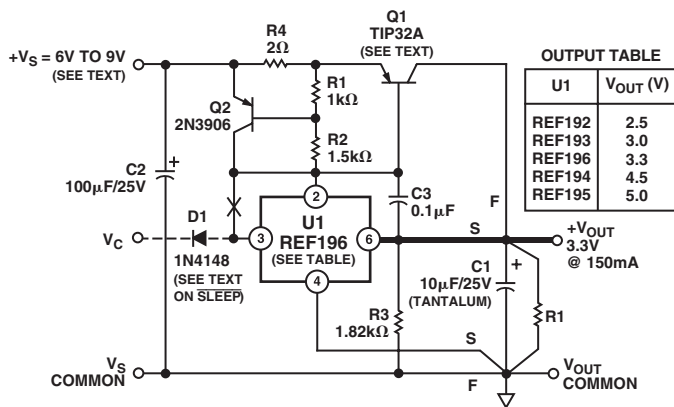 Q1
TIP32A
(SEE TEXT)
R4
2Ω
+VS = 6V TO 9V
(SEE TEXT)
R1
1kΩ
Q2
2N3906
R2
1.5kΩ
C2
100μF/25V
+
C3
0.1μF
F
OUTPUT TABLE
U1 VOUT (V)
REF192 2.5
REF193 3.0
REF196 3.3
REF194 4.5
REF195 5.0
2
U1
REF196
(SEE TABLE)
3
6
4
S
VC
D1
1N4148
(SEE TEXT
ON SLEEP)
+VOUT
3.3V
@ 150mA
C1
10μF/25V
(TANTALUM)
+
R1
R3
1.82kΩ
S
F
VS
COMMON
VOUT
COMMON